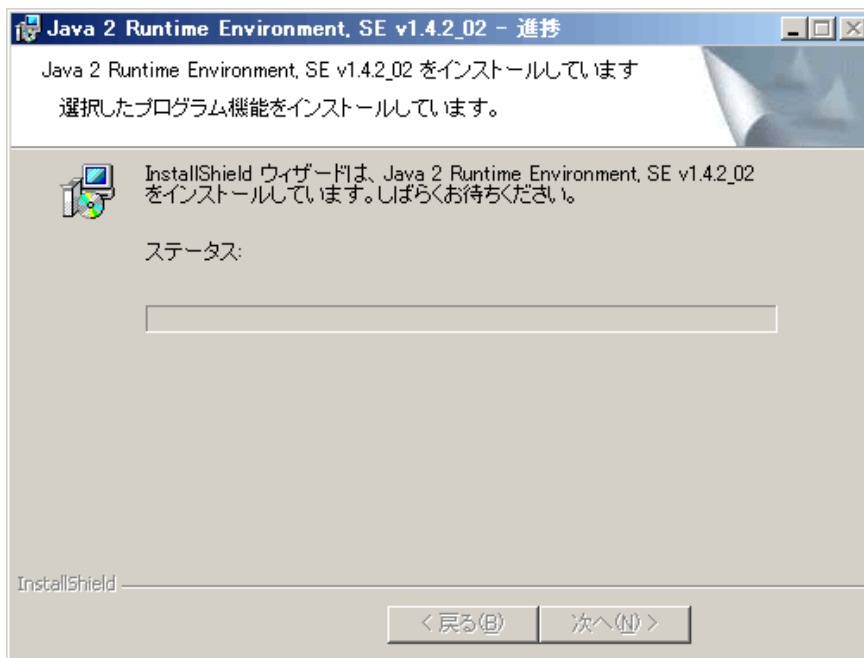 Java 2 Runtime Environment, SE v1.4.2_02 - 進捗
Java 2 Runtime Environment, SE v1.4.2_02 をインストールしています
選択したプログラム機能をインストールしています。
InstallShield ウィザードは、Java 2 Runtime Environment, SE v1.4.2_02
をインストールしています。しばらくお待ちください。
ステータス:
InstallShield
< 戻る(B)
次へ(N) >